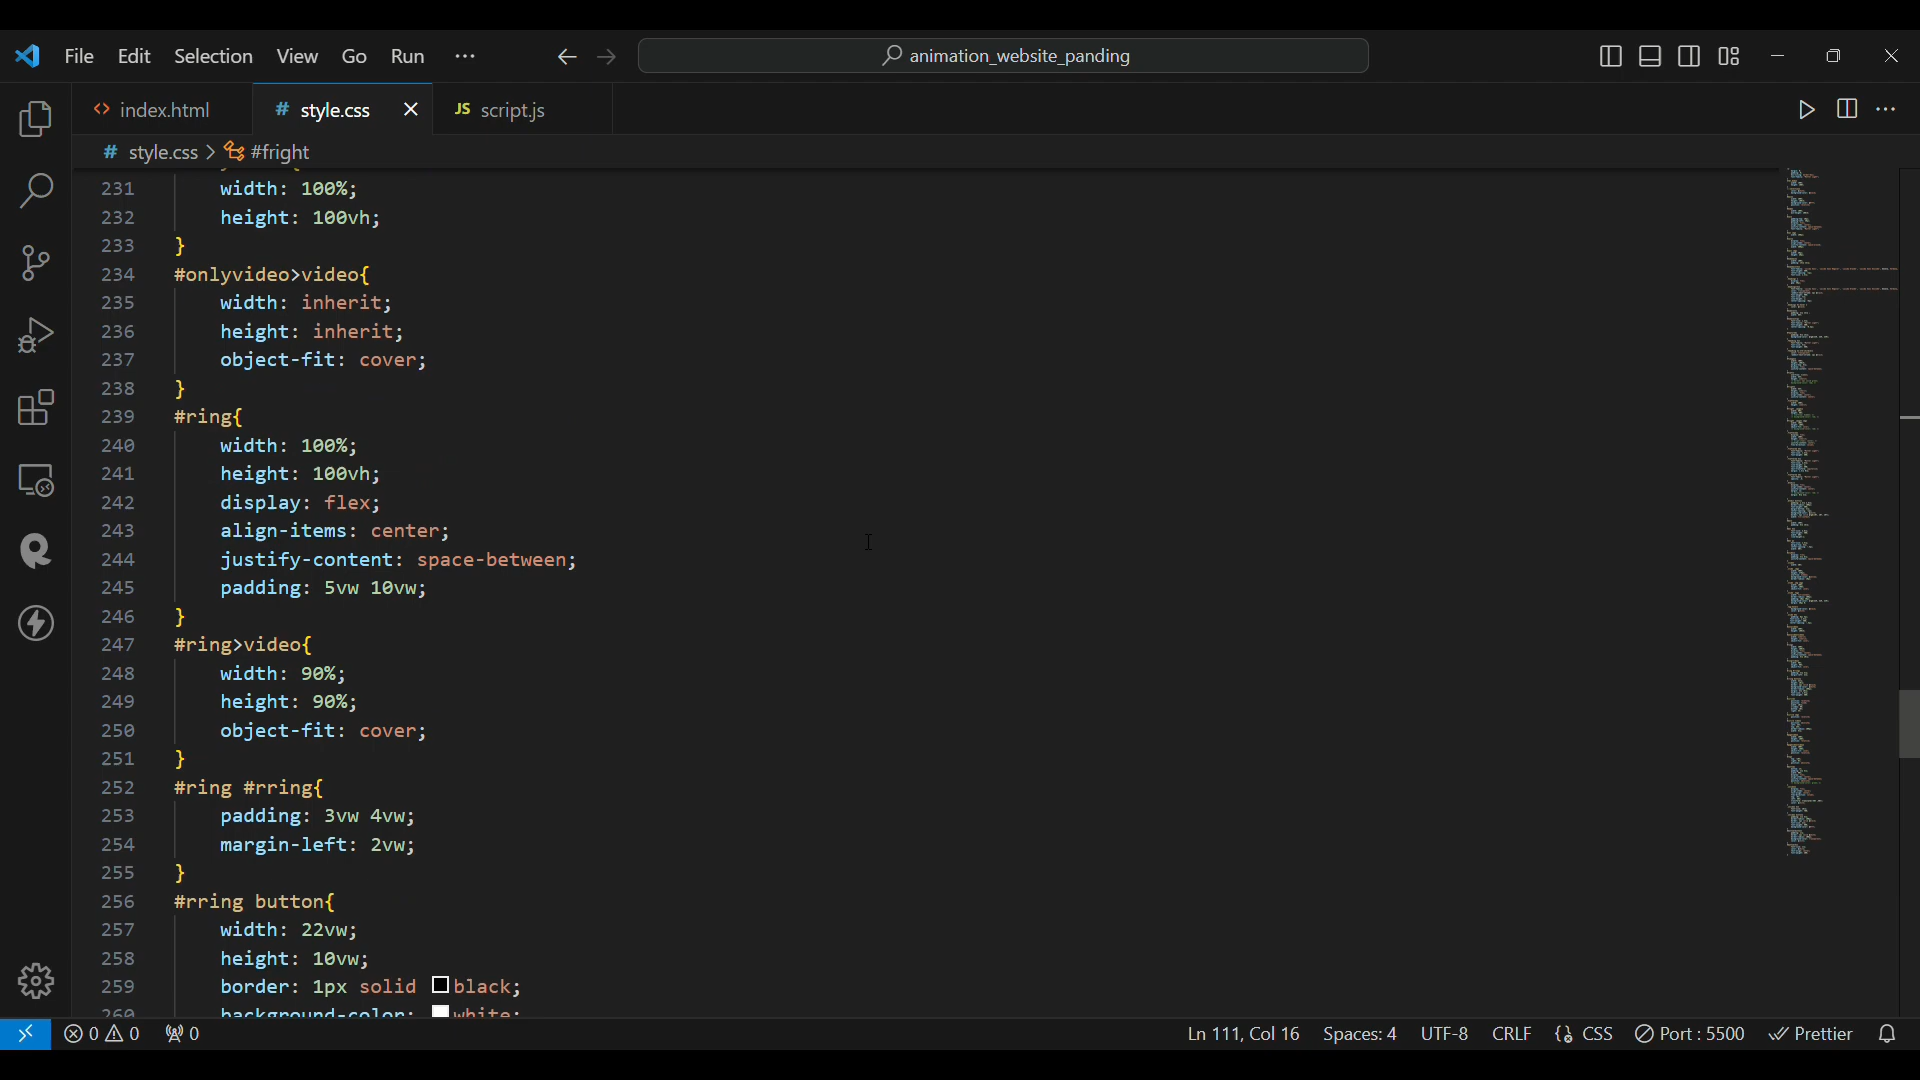 File Edit Selection View Go Run ··· animation_website_panding
index.html # style.css JS script.js
# style.css > #fright
231 width: 100%;
232 height: 100vh;
233 }
234 #onlyvideo>video{
235 width: inherit;
236 height: inherit;
237 object-fit: cover;
238 }
239 #ring{
240 width: 100%;
241 height: 100vh;
242 display: flex;
243 align-items: center;
244 justify-content: space-between;
245 padding: 5vw 10vw;
246 }
247 #ring>video{
248 width: 90%;
249 height: 90%;
250 object-fit: cover;
251 }
252 #ring #rring{
253 padding: 3vw 4vw;
254 margin-left: 2vw;
255 }
256 #rring button{
257 width: 22vw;
258 height: 10vw;
259 border: 1px solid black;
260 background-color: white;
0 0 0 Ln 111, Col 16 Spaces: 4 UTF-8 CRLF CSS Port : 5500 Prettier